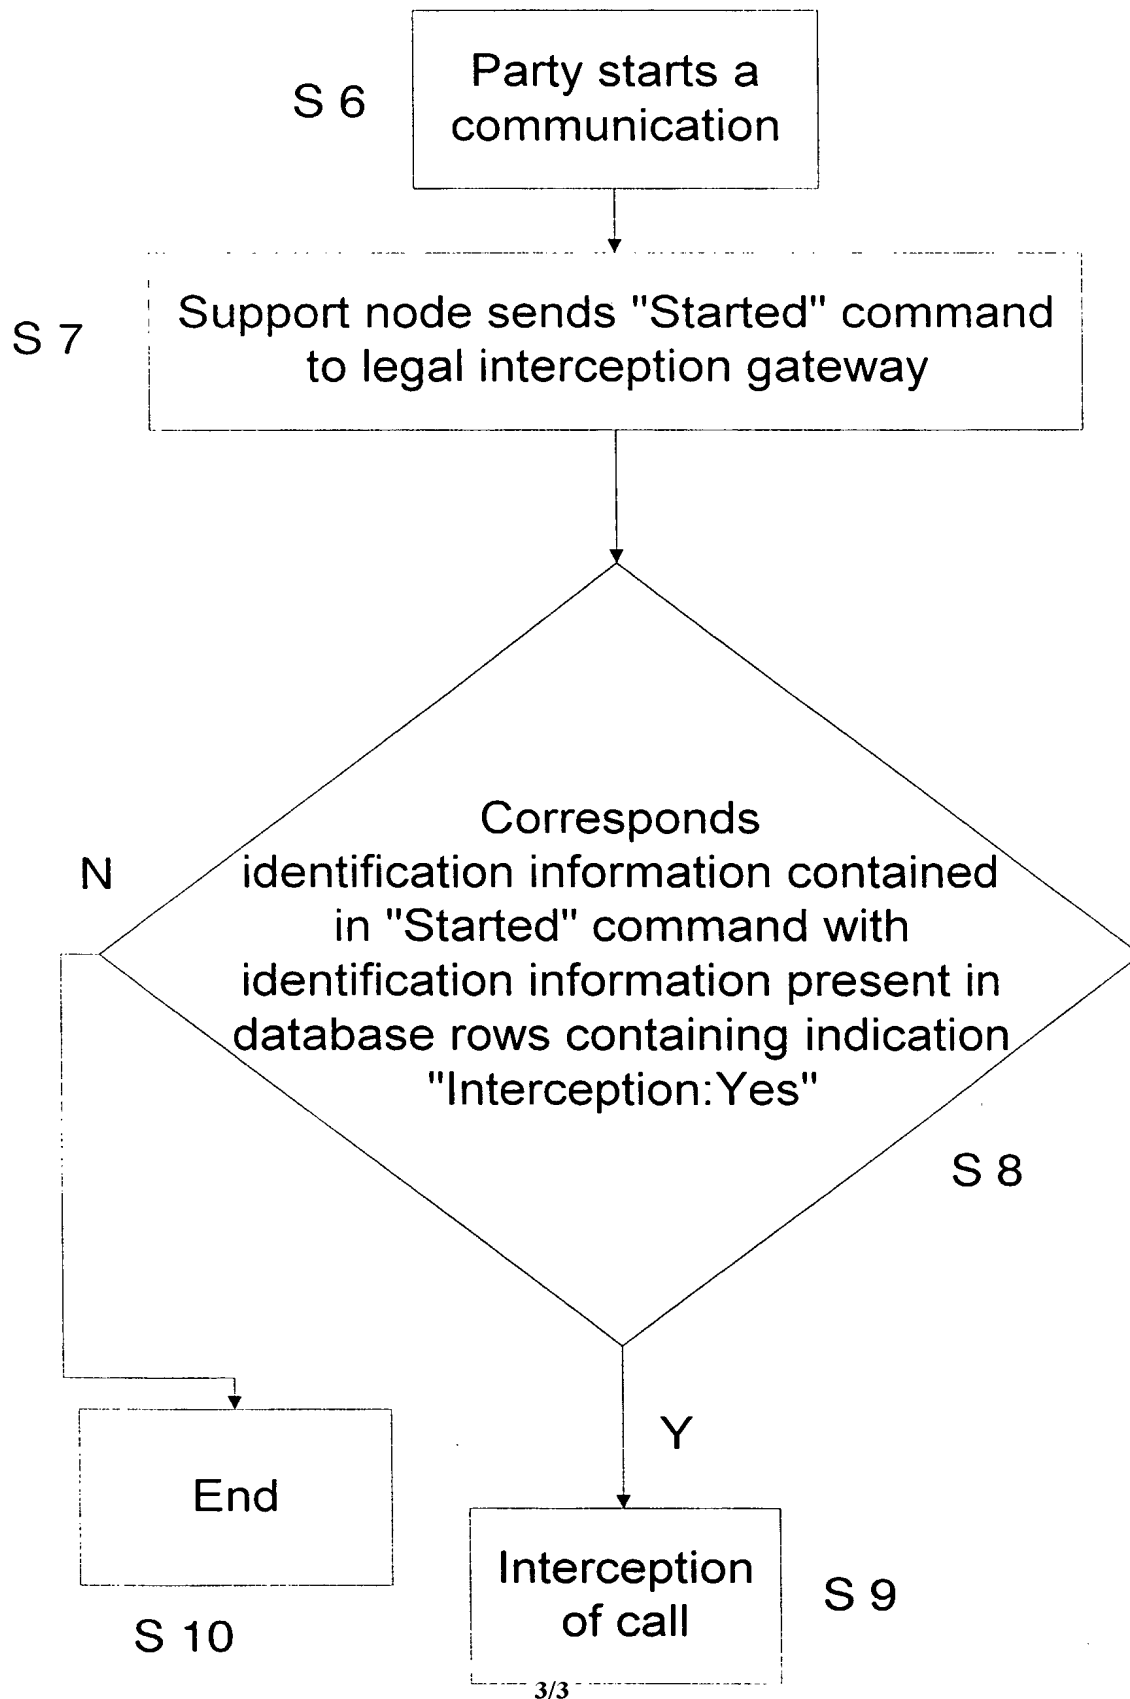 Party starts a
communication
S 6
Support node sends "Started" command
to legal interception gateway
S 7
Corresponds
identification information contained
in "Started" command with
identification information present in
database rows containing indication
"Interception:Yes"
N
S 8
Y
End
S 10
Interception
of call
S 9
3/3